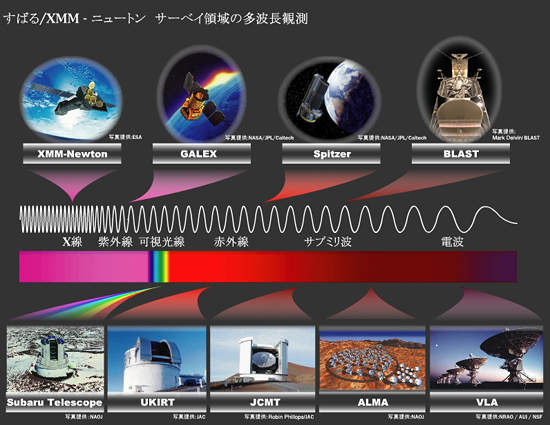 すばる/XMM - ニュートン　サーベイ領域の多波長観測
写真提供:ESA
写真提供:NASA/JPL/Caltech
写真提供:NASA/JPL/Caltech
写真提供:
Mark Devin/BLAST
XMM-Newton
GALEX
Spitzer
BLAST
X線
紫外線
可視光線
赤外線
サブミリ波
電波
Subaru Telescope
UKIRT
JCMT
ALMA
VLA
写真提供:NAOJ
写真提供:JAC
写真提供:Robin Phillops/JAC
写真提供:NAOJ
写真提供:NRAO / AUI / NSF